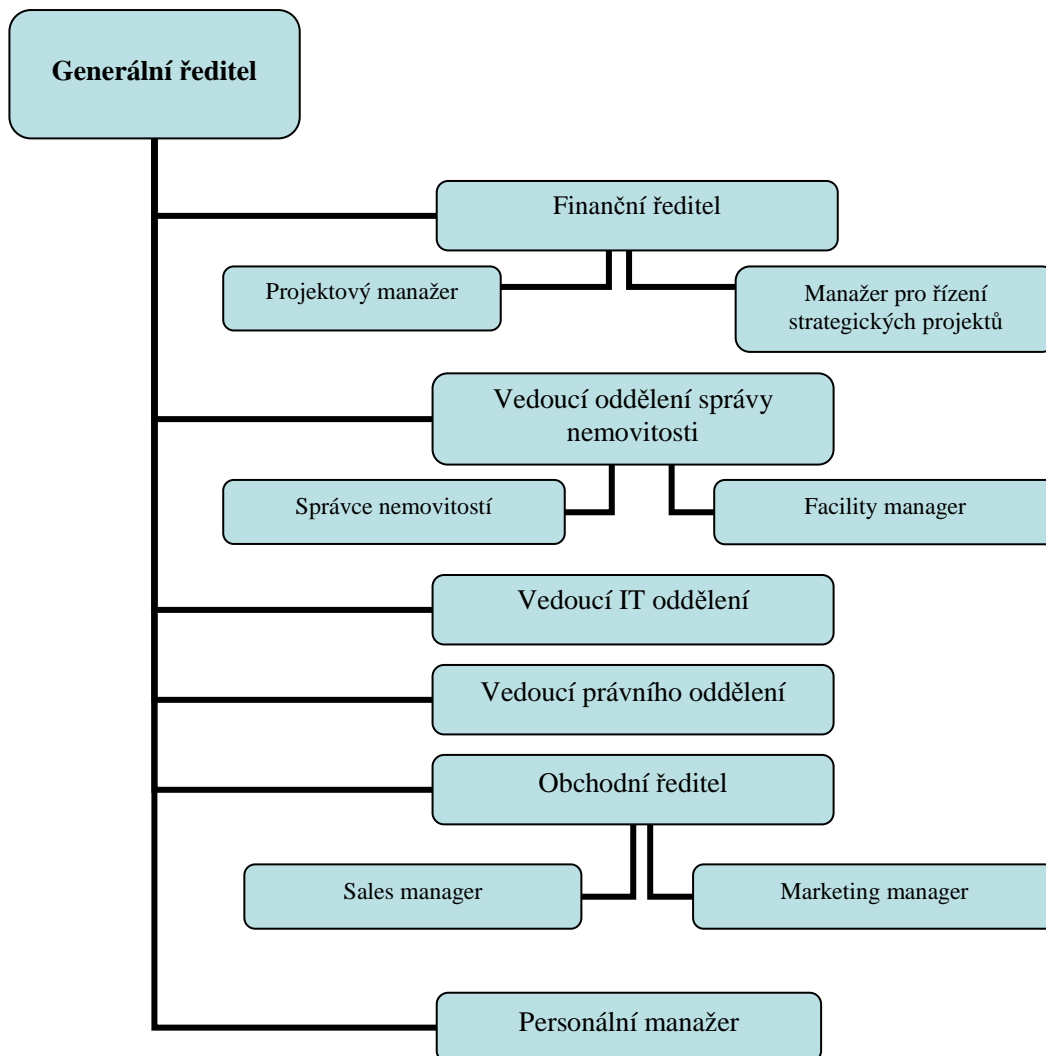 Generální ředitel
Finanční ředitel
Projektový manažer
Manažer pro řízení
strategických projektů
Vedoucí oddělení správy
nemovitosti
Správce nemovitostí
Facility manager
Vedoucí IT oddělení
Vedoucí právního oddělení
Obchodní ředitel
Sales manager
Marketing manager
Personální manažer